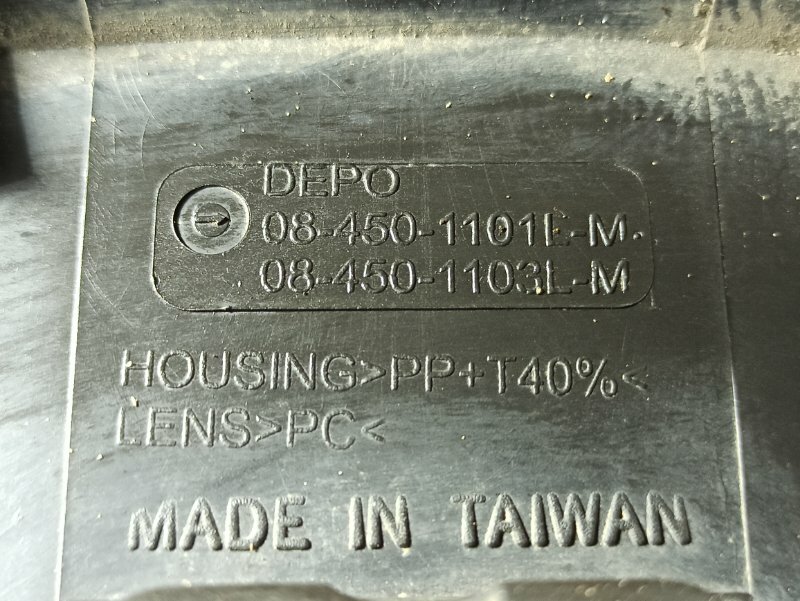 DEPO
08-450-1101L-M
08-450-1103L-M
HOUSING>PP+T40%<
LENS>PC<
MADE IN TAIWAN